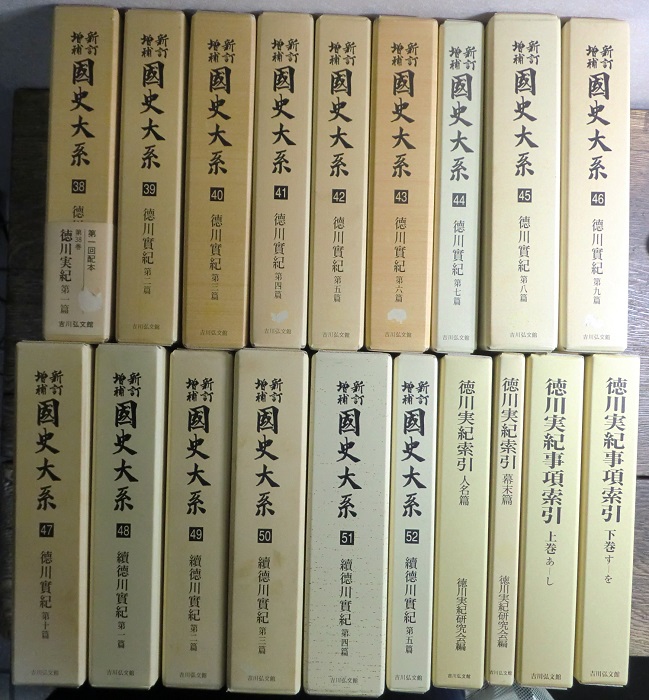 新訂
増補
國史大系
38
徳
第一回配本
第38巻
徳川実紀 第一篇
吉川弘文館
新訂
増補
國史大系
39
徳川實紀 第二篇
吉川弘文館
新訂
増補
國史大系
40
徳川實紀 第三篇
吉川弘文館
新訂
増補
國史大系
41
徳川實紀 第四篇
吉川弘文館
新訂
増補
國史大系
42
徳川實紀 第五篇
吉川弘文館
新訂
増補
國史大系
43
徳川實紀 第六篇
吉川弘文館
新訂
増補
國史大系
44
徳川實紀 第七篇
吉川弘文館
新訂
増補
國史大系
45
徳川實紀 第八篇
吉川弘文館
新訂
増補
國史大系
46
徳川實紀 第九篇
吉川弘文館
新訂
増補
國史大系
47
徳川實紀 第十篇
吉川弘文館
新訂
増補
國史大系
48
續徳川實紀 第一篇
吉川弘文館
新訂
増補
國史大系
49
續徳川實紀 第二篇
吉川弘文館
新訂
増補
國史大系
50
續徳川實紀 第三篇
吉川弘文館
新訂
増補
國史大系
51
續徳川實紀 第四篇
吉川弘文館
新訂
増補
國史大系
52
續徳川實紀 第五篇
吉川弘文館
徳川実紀索引 人名篇
徳川実紀研究会編
吉川弘文館
徳川実紀索引 幕末篇
徳川実紀研究会編
吉川弘文館
徳川実紀事項索引 上巻 あ―し
吉川弘文館
徳川実紀事項索引 下巻 す―を
吉川弘文館